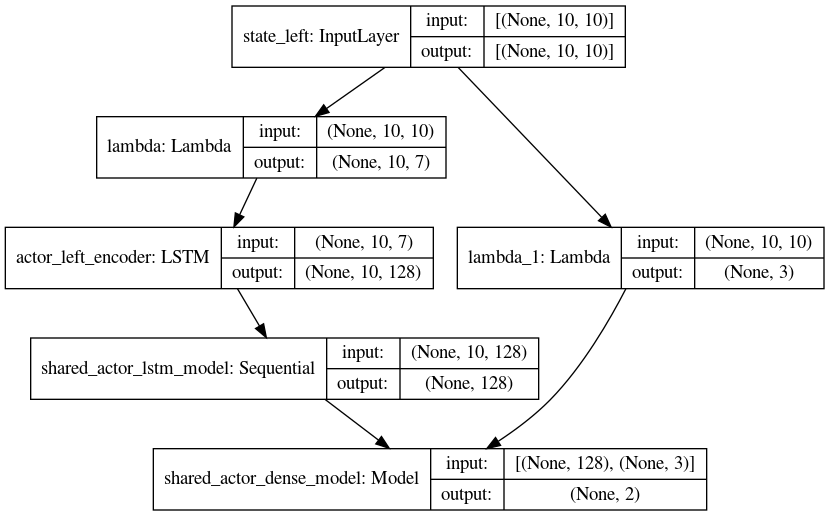 state_left: InputLayer
input:
[(None, 10, 10)]
output:
[(None, 10, 10)]
lambda: Lambda
input:
(None, 10, 10)
output:
(None, 10, 7)
actor_left_encoder: LSTM
input:
(None, 10, 7)
output:
(None, 10, 128)
lambda_1: Lambda
input:
(None, 10, 10)
output:
(None, 3)
shared_actor_lstm_model: Sequential
input:
(None, 10, 128)
output:
(None, 128)
shared_actor_dense_model: Model
input:
[(None, 128), (None, 3)]
output:
(None, 2)